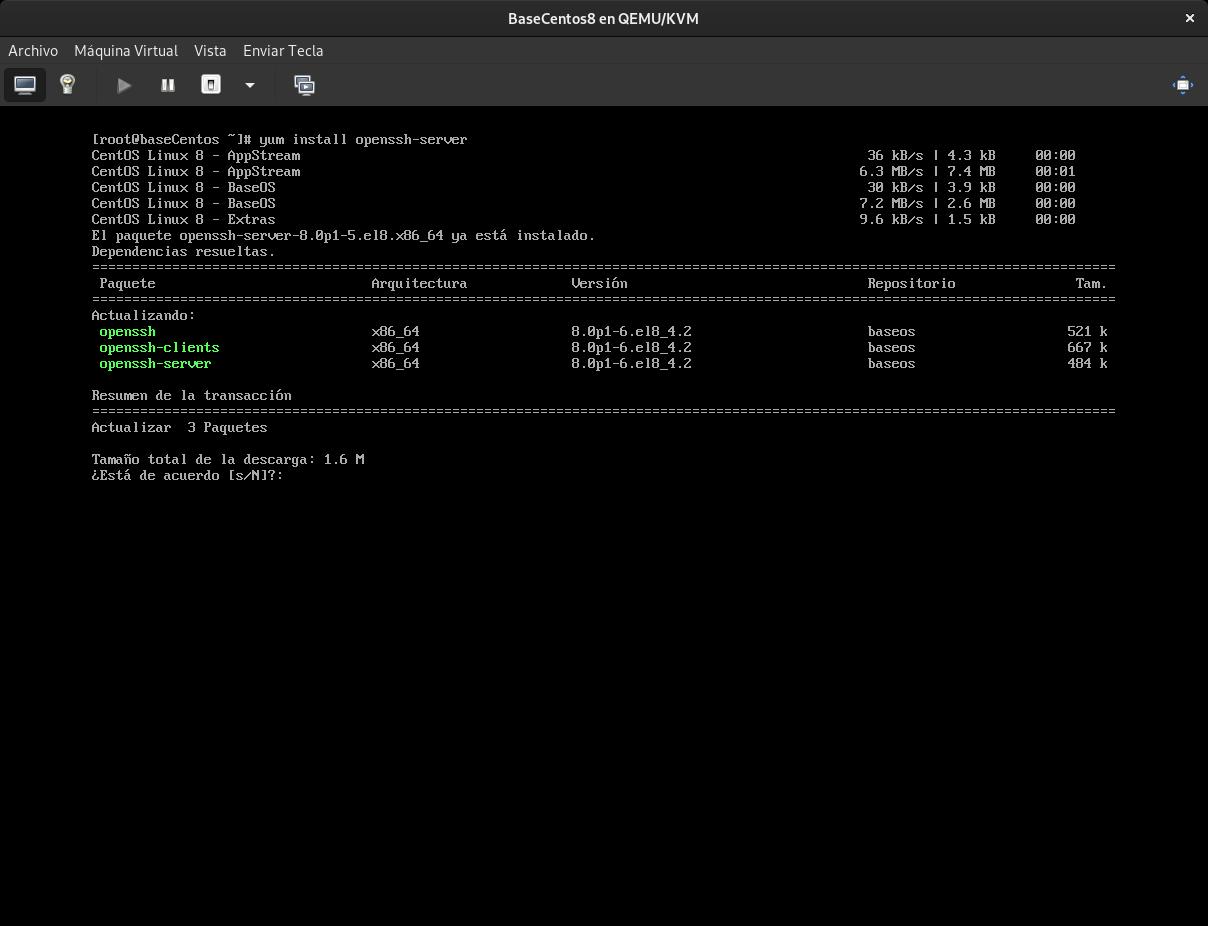 BaseCentos8 en QEMU/KVM
Archivo Máquina Virtual Vista Enviar Tecla
[root@baseCentos ~]# yum install openssh-server
CentOS Linux 8 - AppStream 36 kB/s | 4.3 kB 00:00
CentOS Linux 8 - AppStream 6.3 MB/s | 7.4 MB 00:01
CentOS Linux 8 - BaseOS 30 kB/s | 3.9 kB 00:00
CentOS Linux 8 - BaseOS 7.2 MB/s | 2.6 MB 00:00
CentOS Linux 8 - Extras 9.6 kB/s | 1.5 kB 00:00
El paquete openssh-server-8.0p1-5.el8.x86_64 ya está instalado.
Dependencias resueltas.
================================================================================================================================
Paquete Arquitectura Versión Repositorio Tam.
================================================================================================================================
Actualizando:
openssh x86_64 8.0p1-6.el8_4.2 baseos 521 k
openssh-clients x86_64 8.0p1-6.el8_4.2 baseos 667 k
openssh-server x86_64 8.0p1-6.el8_4.2 baseos 484 k
Resumen de la transacción
================================================================================================================================
Actualizar 3 Paquetes
Tamaño total de la descarga: 1.6 M
¿Está de acuerdo [s/N]?: